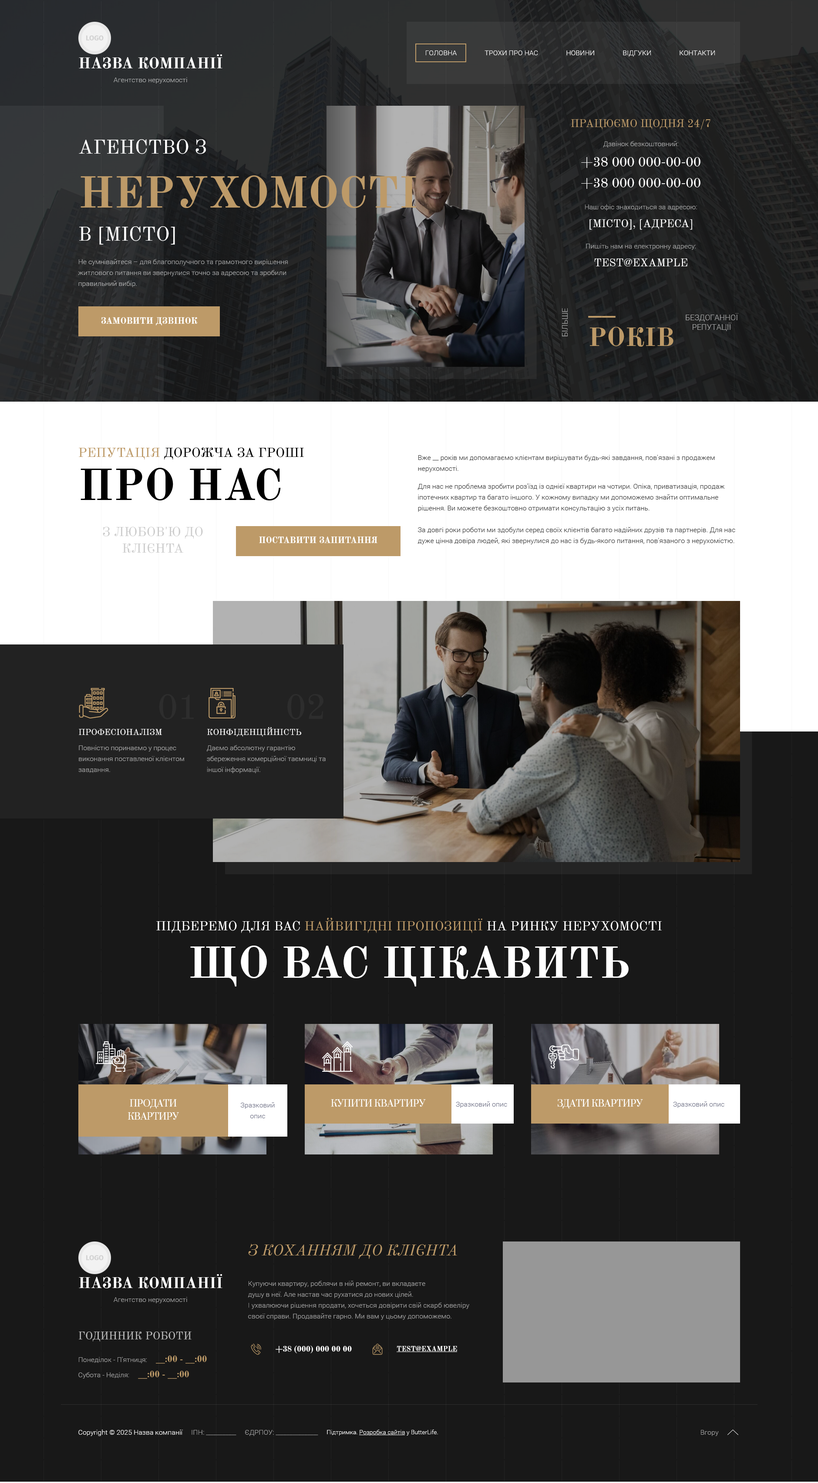 LOGO
НАЗВА КОМПАНІЇ
Агентство нерухомості
ГОЛОВНА
ТРОХИ ПРО НАС
НОВИНИ
ВІДГУКИ
КОНТАКТИ
АГЕНСТВО З
НЕРУХОМОСТІ
В [МІСТО]
Не сумнівайтеся – для благополучного та грамотного вирішення
житлового питання ви звернулися точно за адресою та зробили
правильний вибір.
ЗАМОВИТИ ДЗВІНОК
ПРАЦЮЄМО ЩОДНЯ 24/7
Дзвінок безкоштовний:
+38 000 000-00-00
+38 000 000-00-00
Наш офіс знаходиться за адресою:
[МІСТО], [АДРЕСА]
Пишіть нам на електронну адресу:
TEST@EXAMPLE
БІЛЬШЕ
__
РОКІВ
БЕЗДОГАННОЇ
РЕПУТАЦІЇ
РЕПУТАЦІЯ ДОРОЖЧА ЗА ГРОШІ
ПРО НАС
З ЛЮБОВ'Ю ДО
КЛІЄНТА
ПОСТАВИТИ ЗАПИТАННЯ
Вже __ років ми допомагаємо клієнтам вирішувати будь-які завдання, пов'язані з продажем
нерухомості.
Для нас не проблема зробити роз'їзд із однієї квартири на чотири. Опіка, приватизація, продаж
іпотечних квартир та багато іншого. У кожному випадку ми допоможемо знайти оптимальне
рішення. Ви можете безкоштовно отримати консультацію з усіх питань.
За довгі роки роботи ми здобули серед своїх клієнтів багато надійних друзів та партнерів. Для нас
дуже цінна довіра людей, які звернулися до нас із будь-якого питання, пов'язаного з нерухомістю.
01
ПРОФЕСІОНАЛІЗМ
Повністю поринаємо у процес
виконання поставленої клієнтом
завдання.
02
КОНФІДЕНЦІЙНІСТЬ
Даємо абсолютну гарантію
збереження комерційної таємниці та
іншої інформації.
ПІДБЕРЕМО ДЛЯ ВАС НАЙВИГІДНІ ПРОПОЗИЦІЇ НА РИНКУ НЕРУХОМОСТІ
ЩО ВАС ЦІКАВИТЬ
ПРОДАТИ
КВАРТИРУ
Зразковий
опис
КУПИТИ КВАРТИРУ
Зразковий опис
ЗДАТИ КВАРТИРУ
Зразковий опис
LOGO
НАЗВА КОМПАНІЇ
Агентство нерухомості
ГОДИННИК РОБОТИ
Понеділок - П'ятниця: __:00 - __:00
Субота - Неділя: __:00 - __:00
З КОХАННЯМ ДО КЛІЄНТА
Купуючи квартиру, роблячи в ній ремонт, ви вкладаєте
душу в неї. Але настав час рухатися до нових цілей.
І ухвалюючи рішення продати, хочеться довірити свій скарб ювеліру
своєї справи. Продавайте гарно. Ми вам у цьому допоможемо.
+38 (000) 000 00 00
TEST@EXAMPLE
Copyright © 2025 Назва компанії
ІПН: ________
ЄДРПОУ: ___________
Підтримка. Розробка сайтів у ButterLife.
Вгору